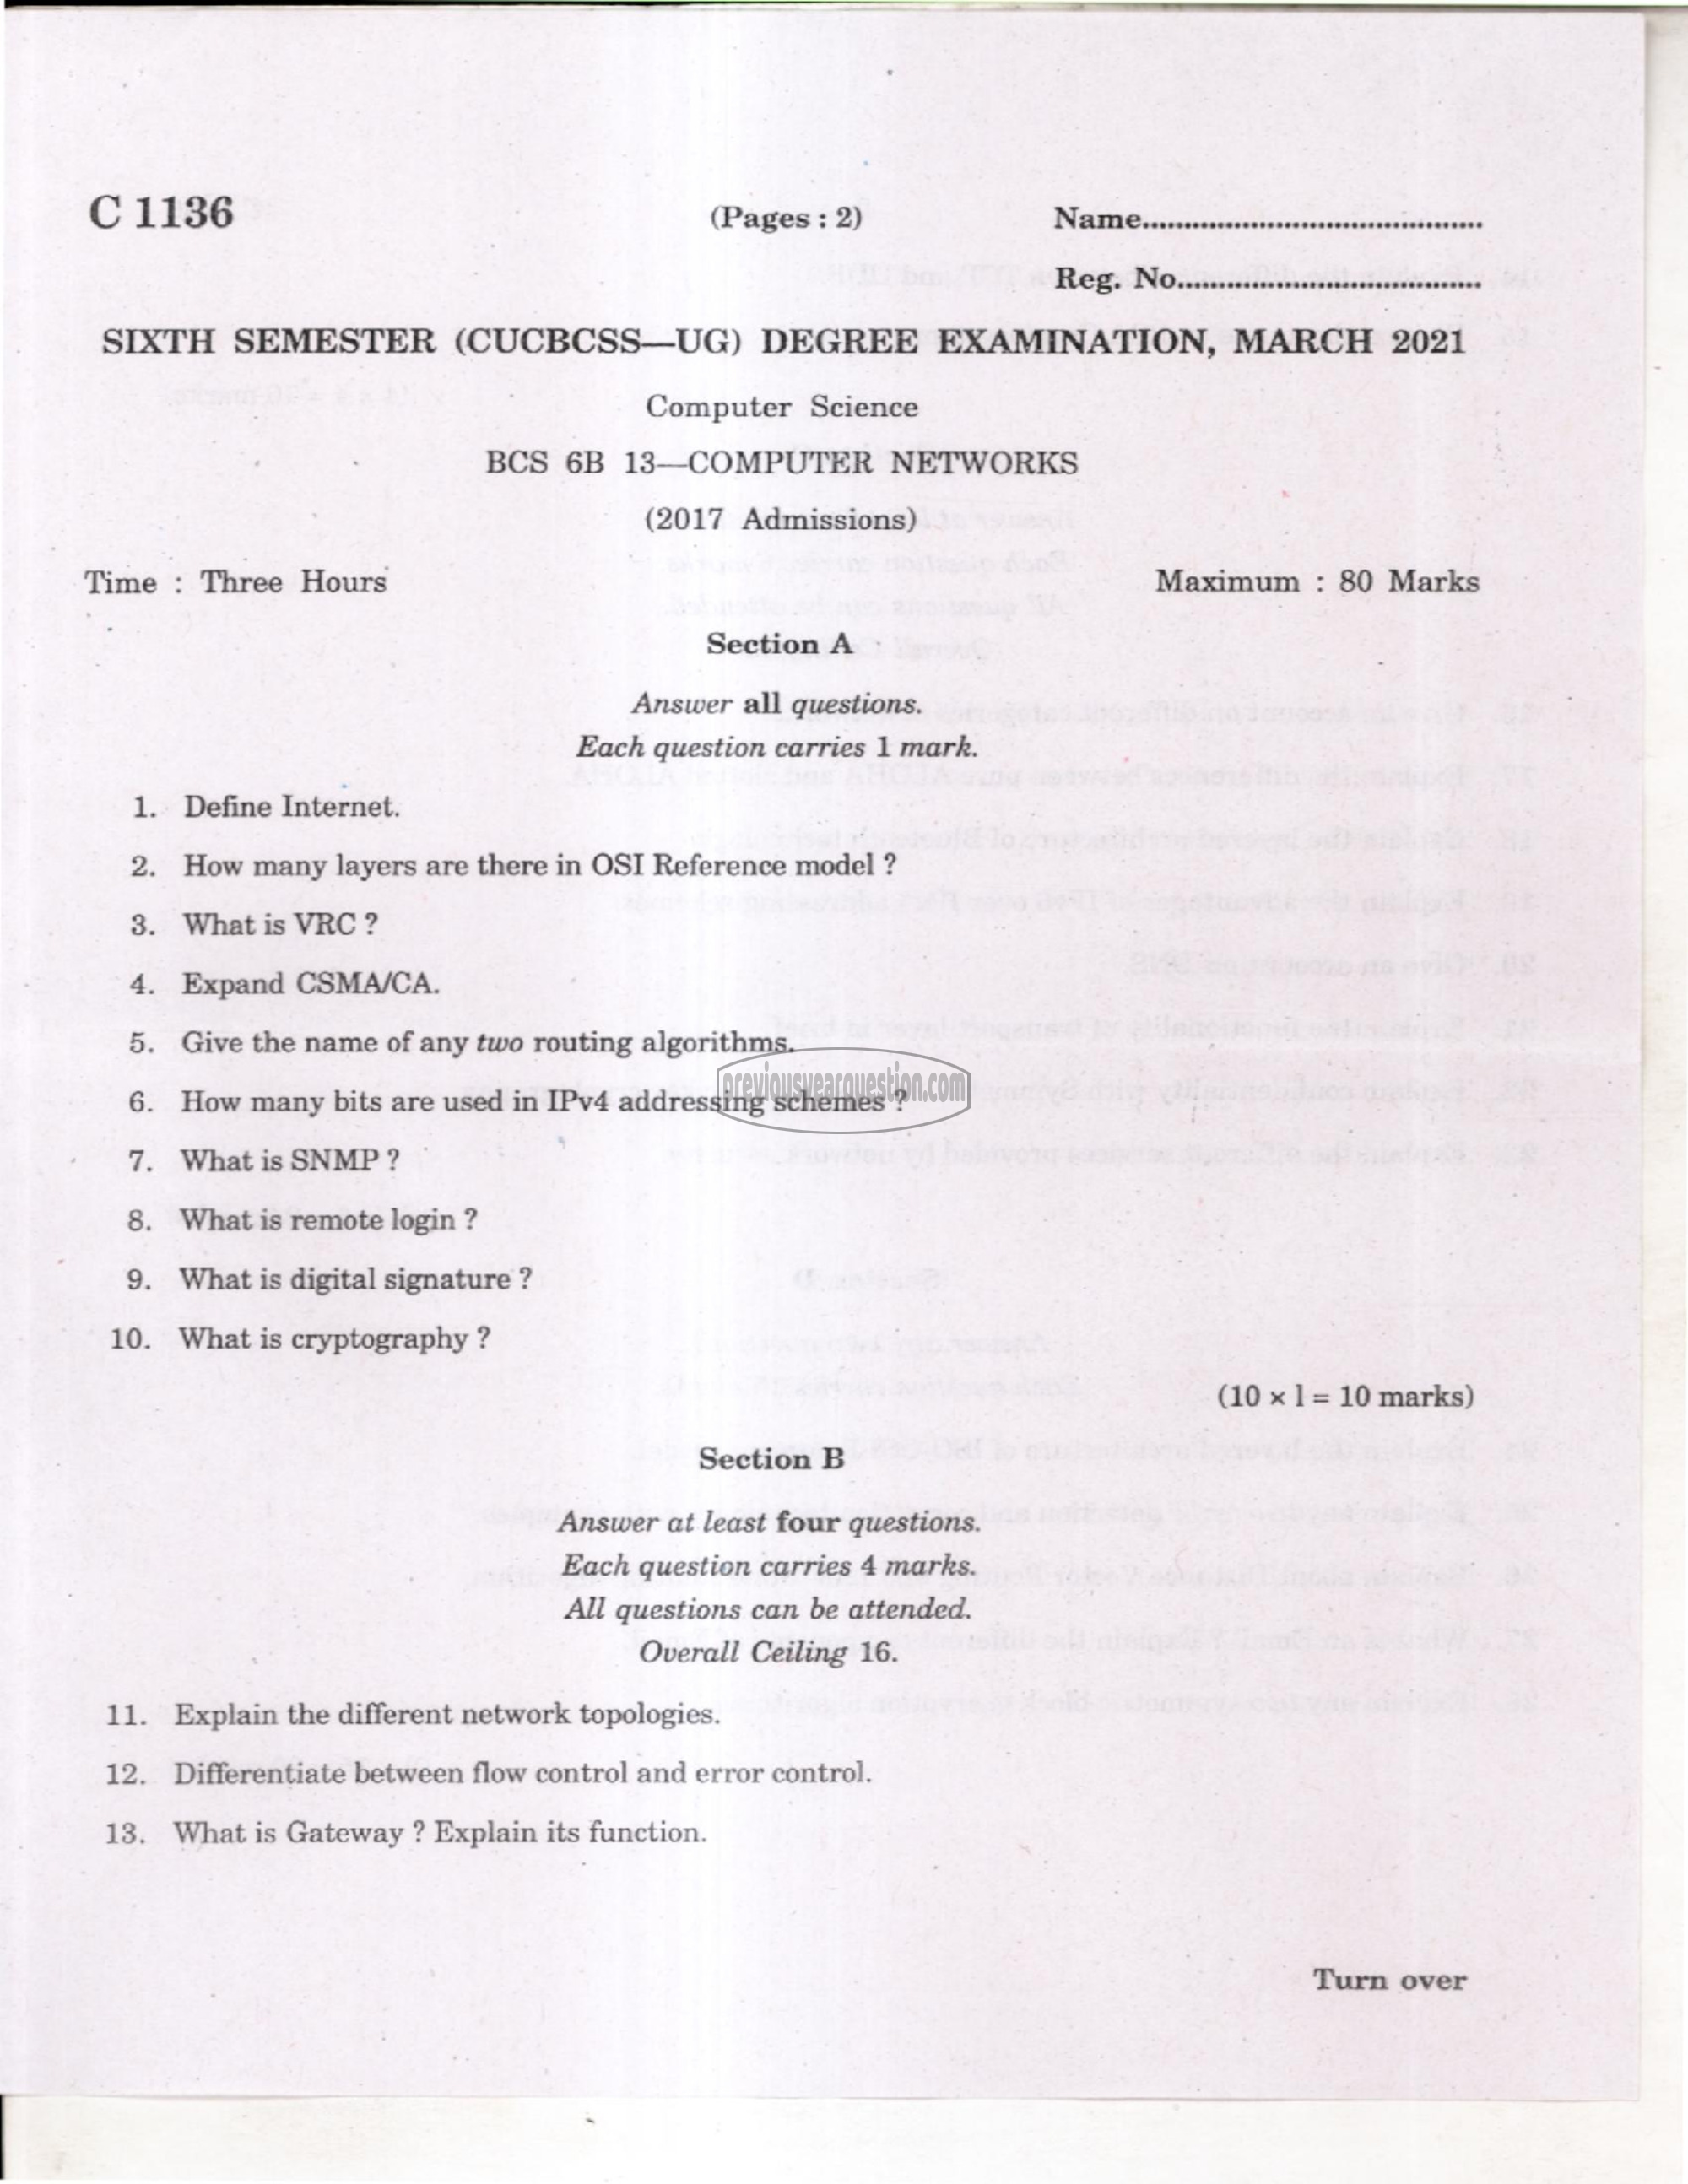 C 1136
(Pages : 2)
Name........................................
Reg. No....................................
SIXTH SEMESTER (CUCBCSS—UG) DEGREE EXAMINATION, MARCH 2021
Computer Science
BCS 6B 13—COMPUTER NETWORKS
(2017 Admissions)
Time : Three Hours
Maximum : 80 Marks
Section A
Answer all questions.
Each question carries 1 mark.
1. Define Internet.
2. How many layers are there in OSI Reference model ?
3. What is VRC ?
4. Expand CSMA/CA.
5. Give the name of any two routing algorithms.
previousyearquestion.com
6. How many bits are used in IPv4 addressing schemes ?
7. What is SNMP ?
8. What is remote login ?
9. What is digital signature ?
10. What is cryptography ?
(10 × l = 10 marks)
Section B
Answer at least four questions.
Each question carries 4 marks.
All questions can be attended.
Overall Ceiling 16.
11. Explain the different network topologies.
12. Differentiate between flow control and error control.
13. What is Gateway ? Explain its function.
Turn over